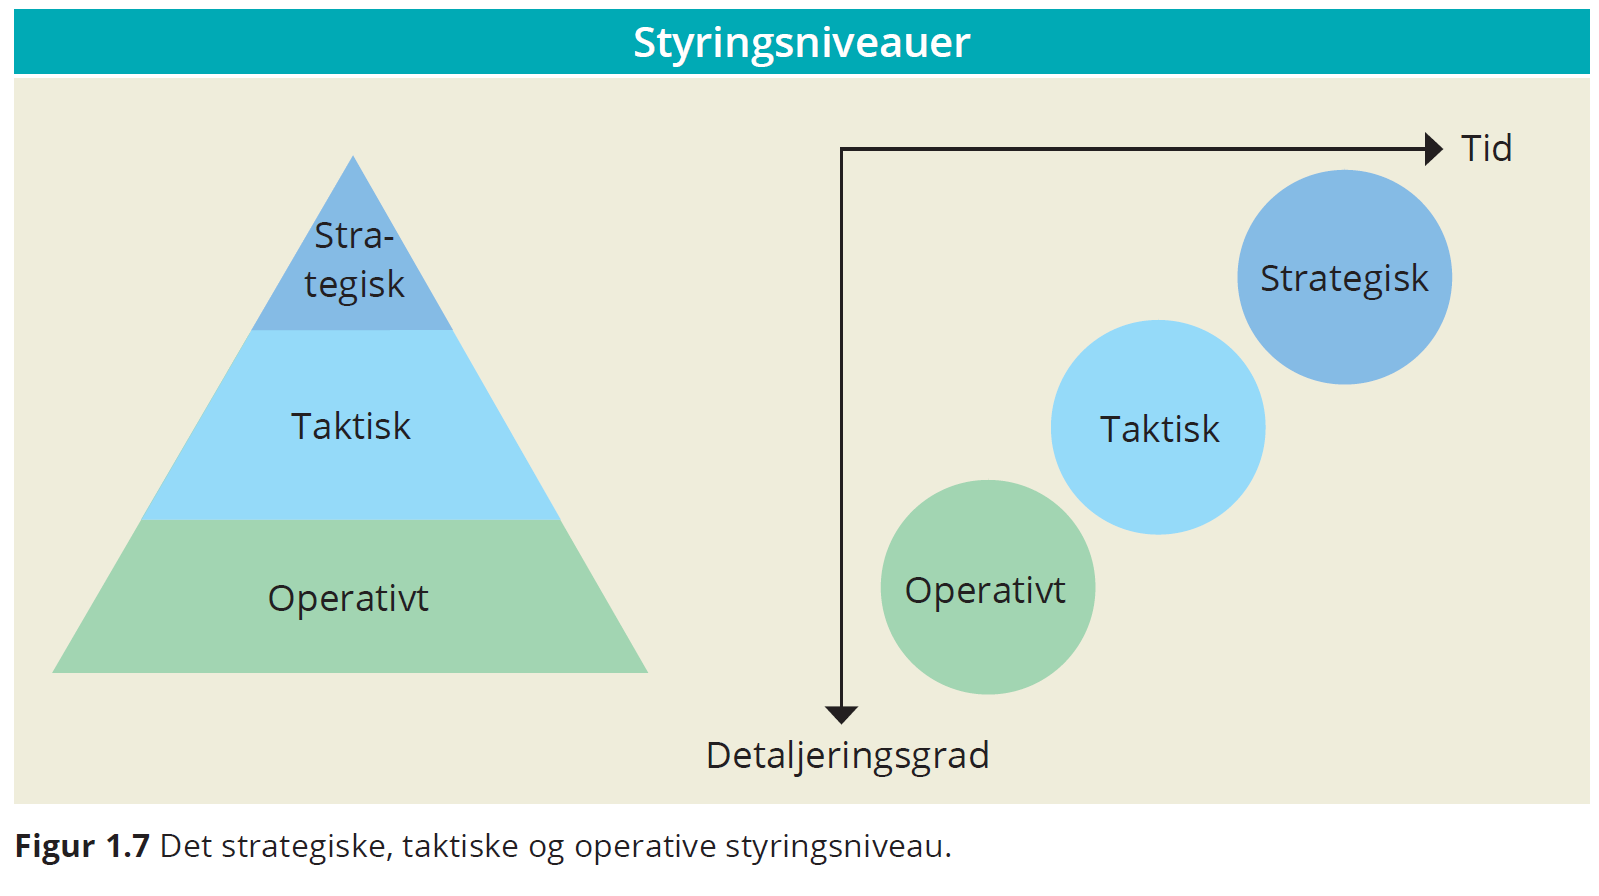 Styringsniveauer
Stra-
tegisk
Taktisk
Operativt
Tid
Strategisk
Taktisk
Operativt
Detaljeringsgrad
Figur 1.7 Det strategiske, taktiske og operative styringsniveau.